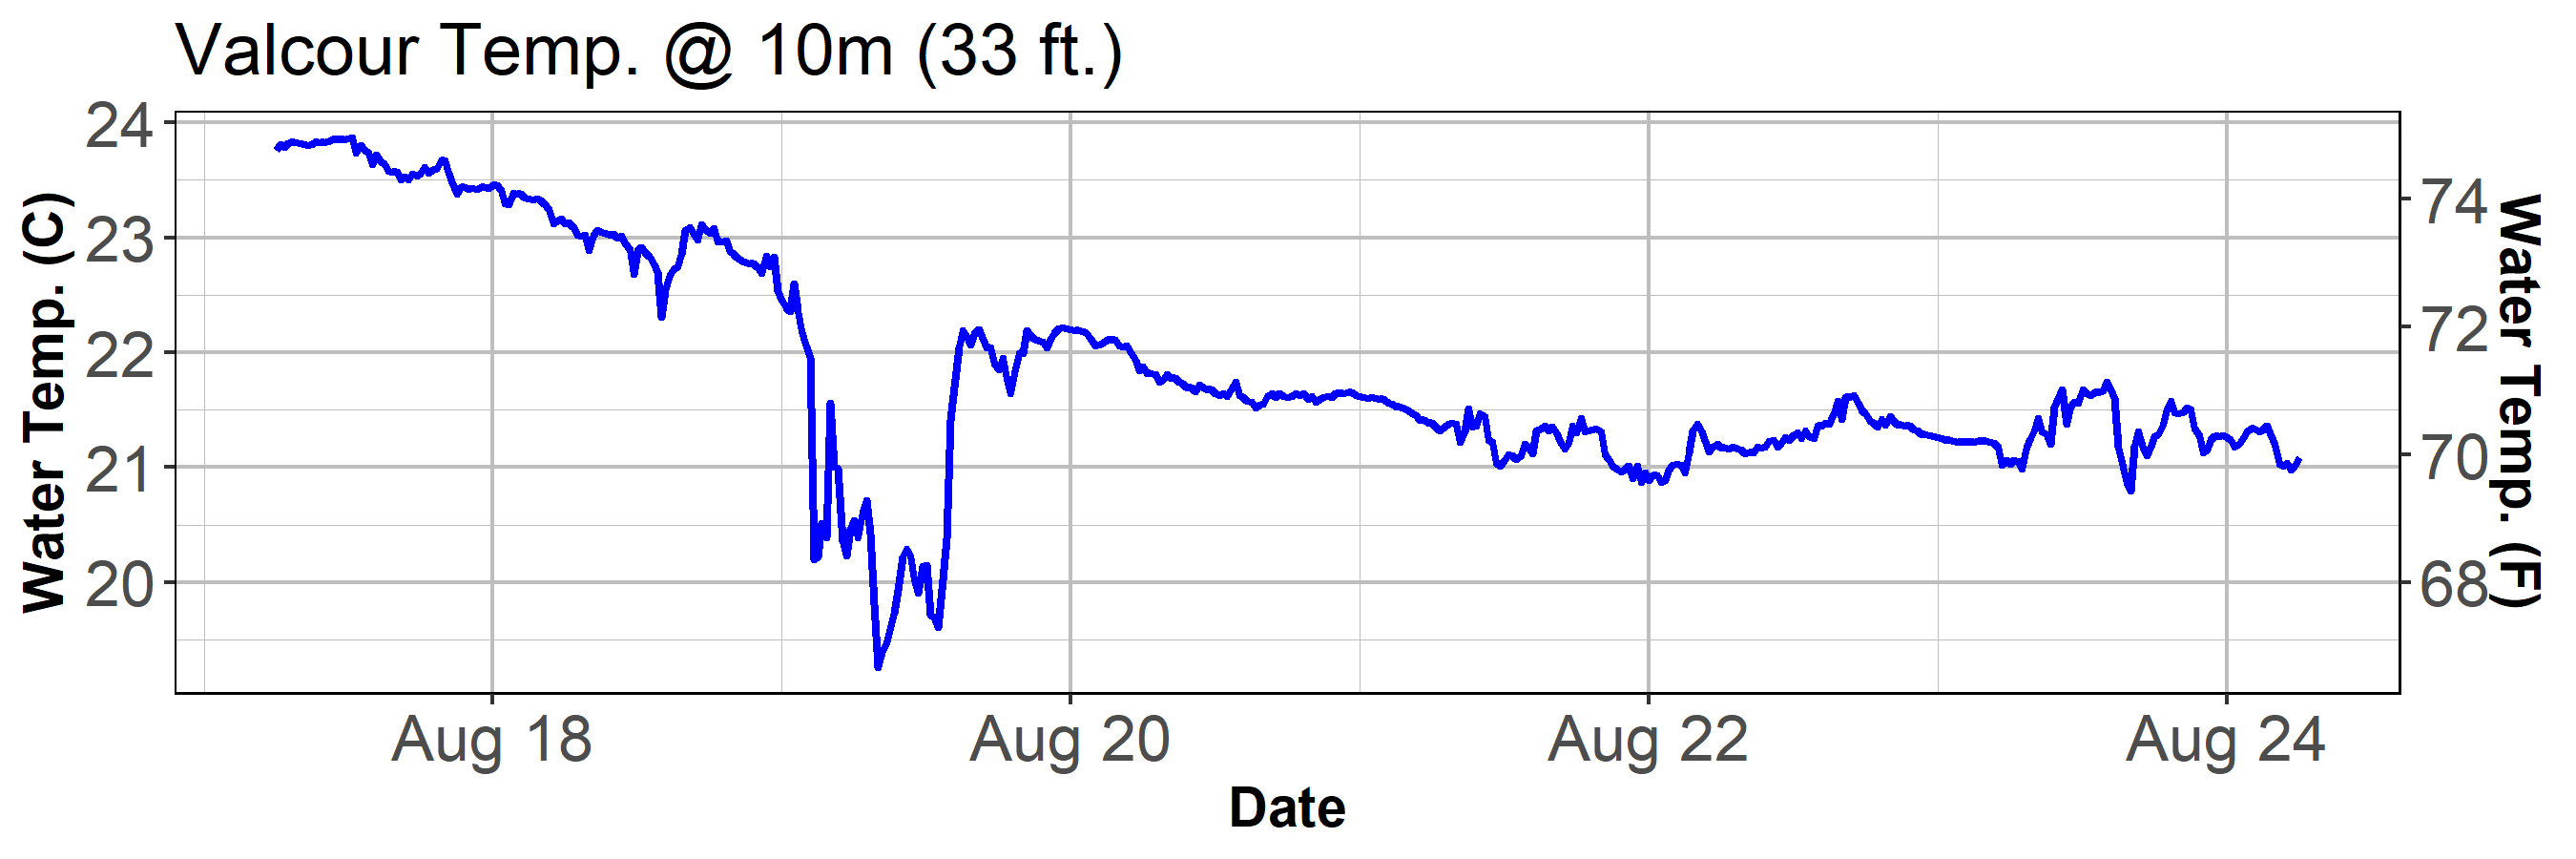 Valcour Temp. @ 10m (33 ft.)
Water Temp. (C)
24
23
22
21
20
74
72
70
68
Water Temp. (F)
Aug 18 Aug 20 Aug 22 Aug 24
Date